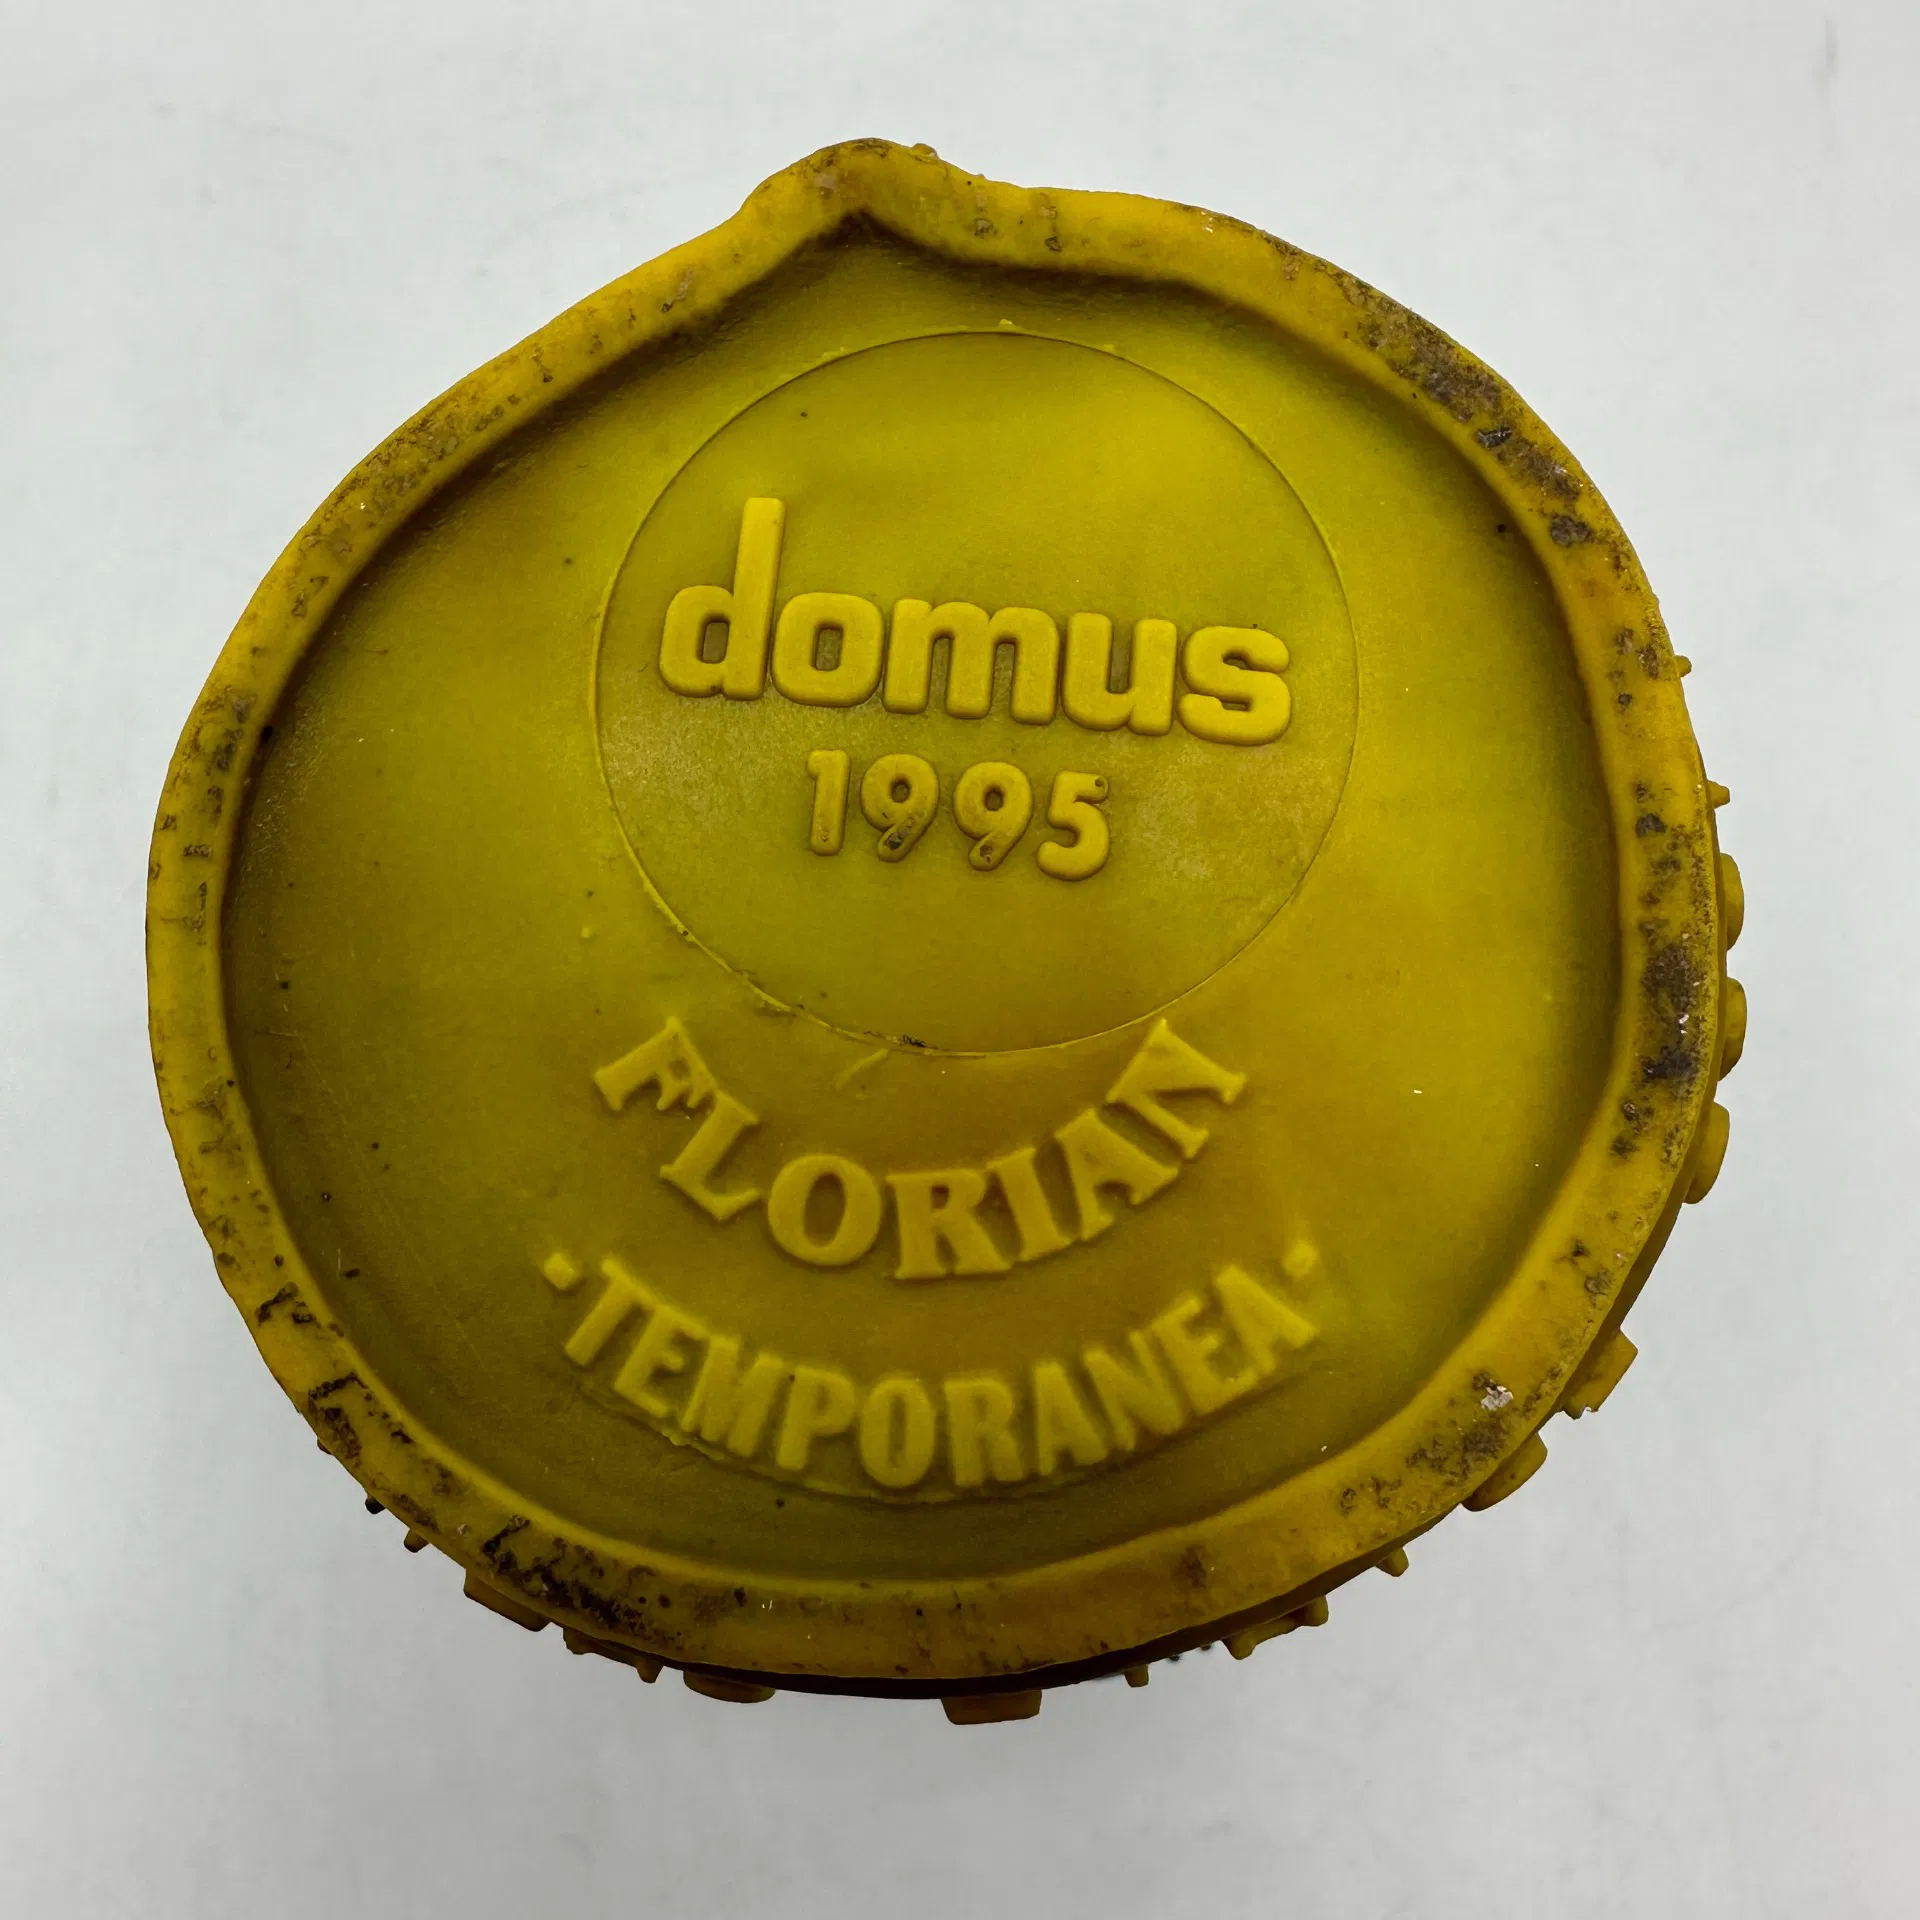 domus
1995
FLORIAN
·TEMPORANEA·